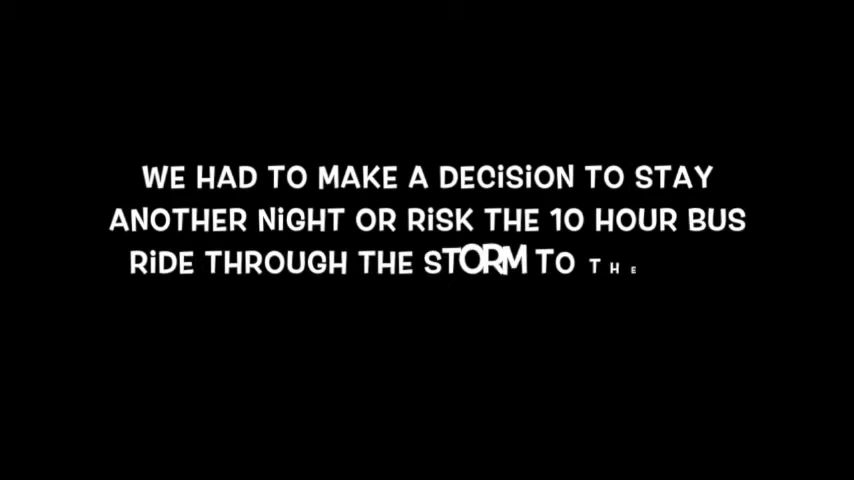 WE HAD TO MAKE A DECiSiON TO STAY
ANOTHER NiGHT OR RiSK THE 10 HOUR BUS
RiDE THROUGH THE STORM TO THE